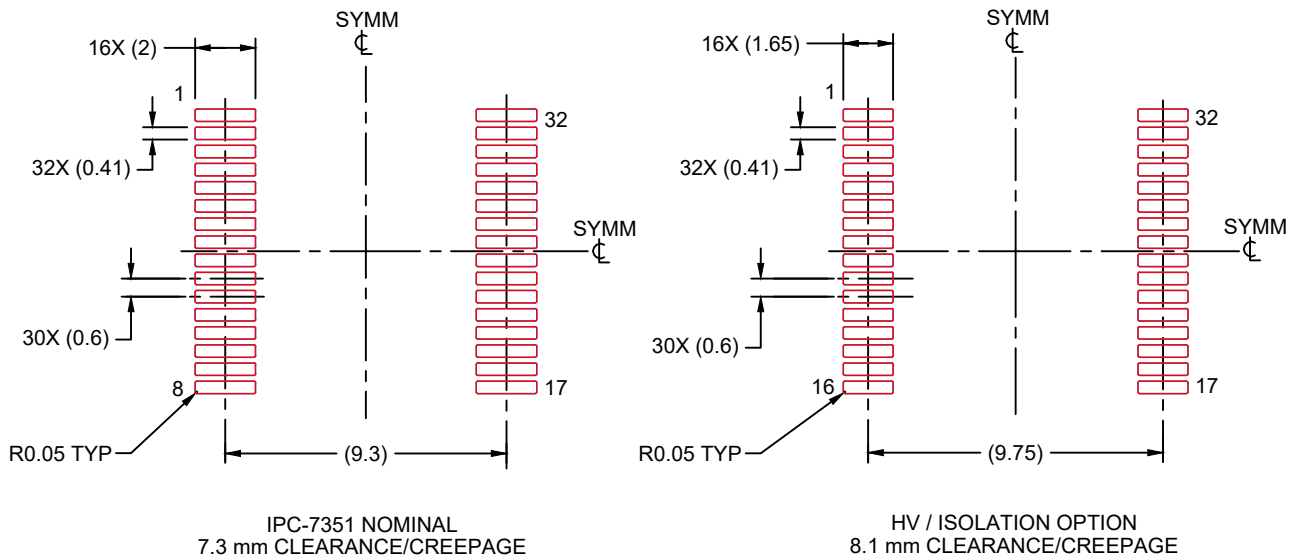 SYMM
℄
16X (2)
1
32
32X (0.41)
SYMM
℄
30X (0.6)
8
17
R0.05 TYP
(9.3)
IPC-7351 NOMINAL
7.3 mm CLEARANCE/CREEPAGE
SYMM
℄
16X (1.65)
1
32
32X (0.41)
SYMM
℄
30X (0.6)
16
17
R0.05 TYP
(9.75)
HV / ISOLATION OPTION
8.1 mm CLEARANCE/CREEPAGE